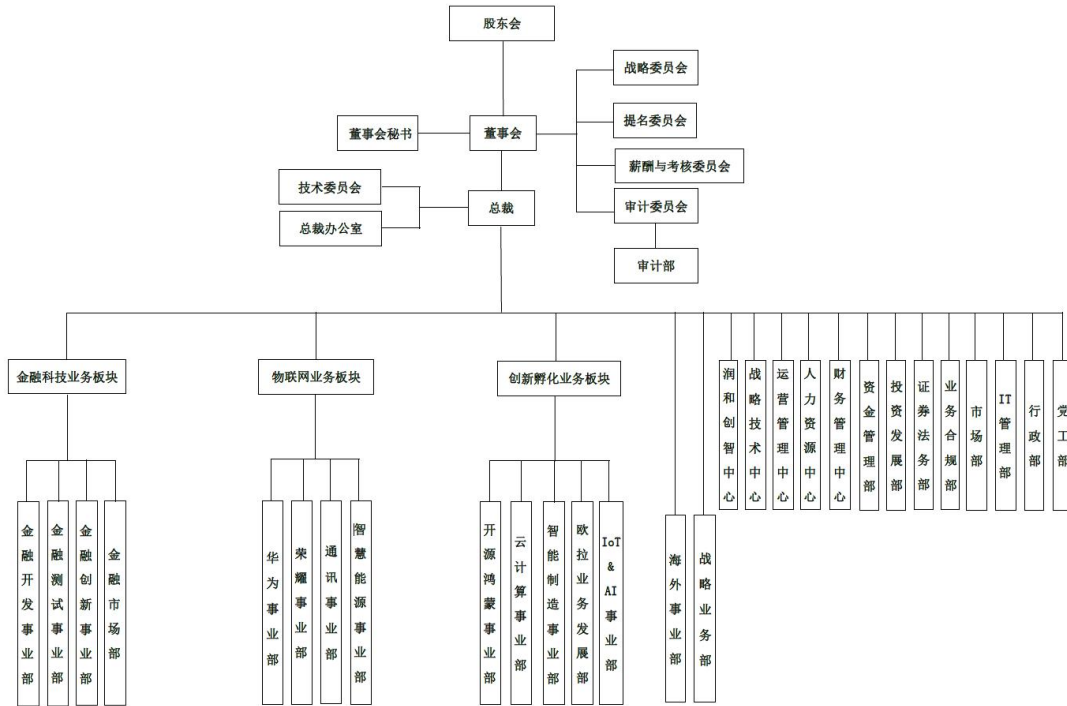 股东会
战略委员会
提名委员会
董事会秘书
董事会
薪酬与考核委员会
技术委员会
总裁
审计委员会
总裁办公室
审计部
金融科技业务板块
物联网业务板块
创新孵化业务板块
润和创智中心
战略技术中心
运营管理中心
人力资源中心
财务管理中心
资金管理部
投资发展部
证券法务部
业务合规部
市场部
IT管理部
行政部
党工部
金融开发事业部
金融测试事业部
金融创新事业部
金融市场部
华为事业部
荣耀事业部
通讯事业部
智慧能源事业部
开源鸿蒙事业部
云计算事业部
智能制造事业部
欧拉业务发展部
IoT&AI事业部
海外事业部
战略业务部